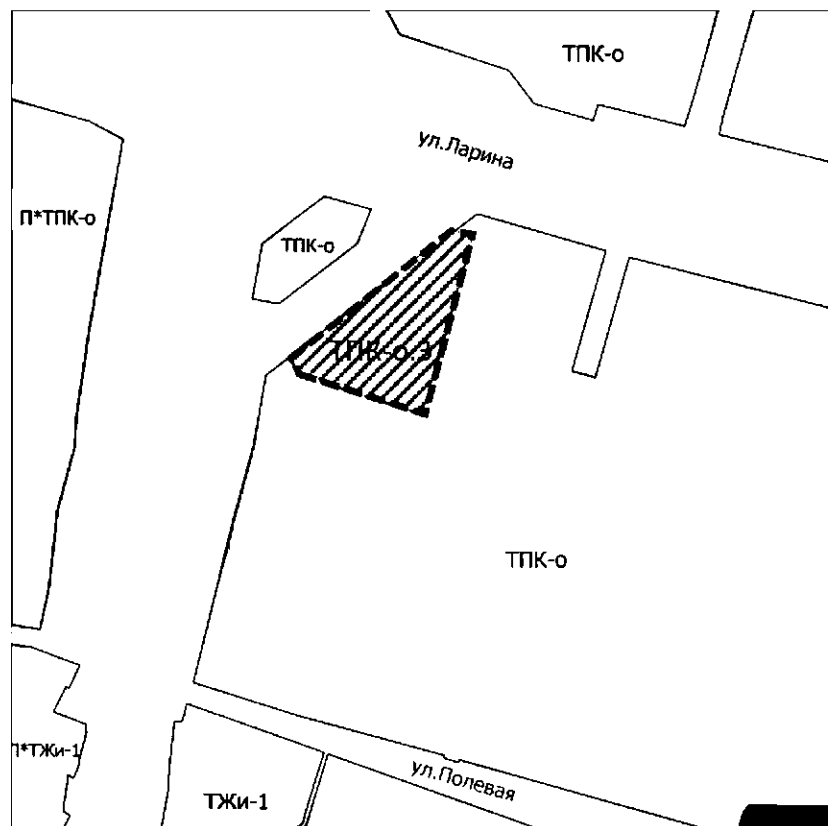 ТПК-о
ул.Ларина
П*ТПК-о
ТПК-о
ТПК-о.3
ТПК-о
П*ТЖи-1
ул.Полевая
ТЖи-1